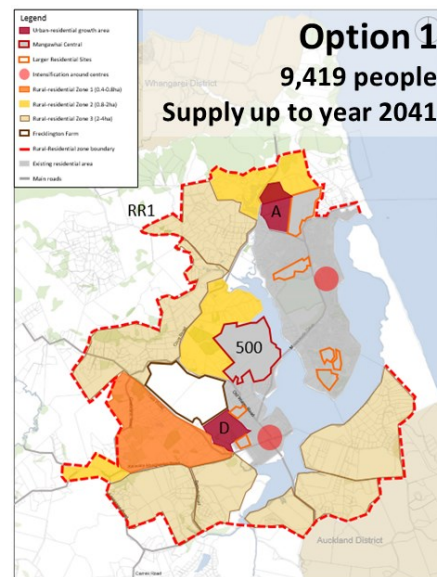 Legend
Urban-residential growth area
Mangawhai Central
Larger Residential Sites
Intensification around centres
Rural-residential Zone 1 (0.4-0.8ha)
Rural-residential Zone 2 (0.8-2ha)
Rural-residential Zone 3 (2-4ha)
Frecklington Farm
Rural-Residential zone boundary
Existing residential area
Main roads
Option 1
9,419 people
Supply up to year 2041
Whangarei District
RR1
A
500
D
Auckland District